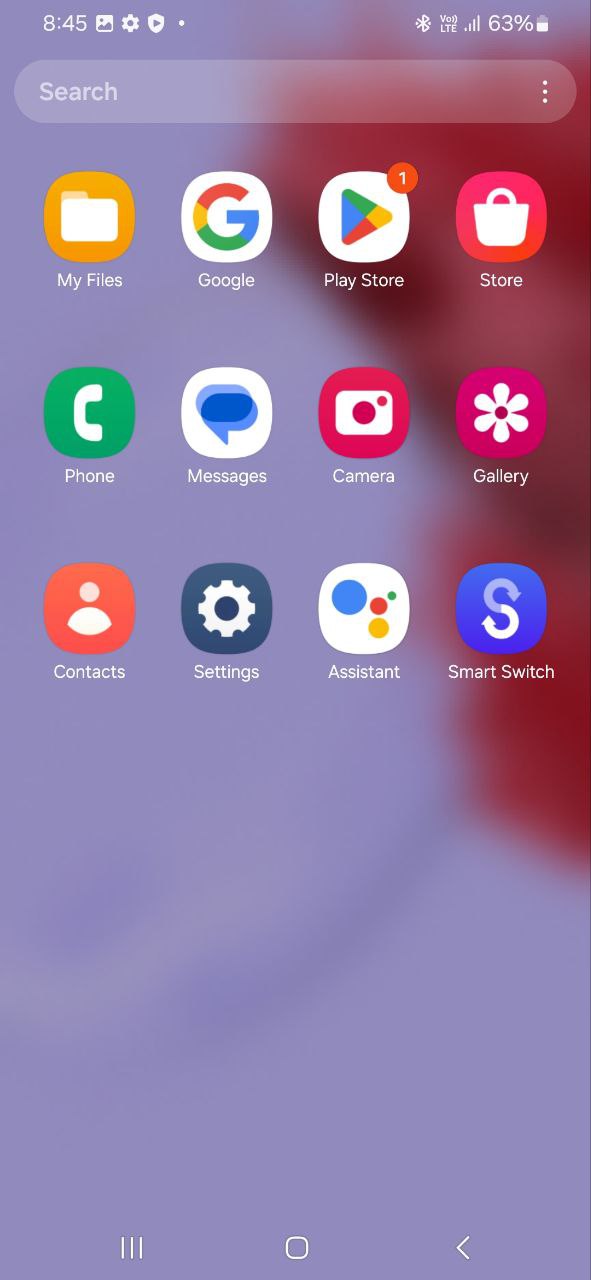 8:45 Vo)) LTE 63%
Search
1
My Files Google Play Store Store
Phone Messages Camera Gallery
Contacts Settings Assistant Smart Switch